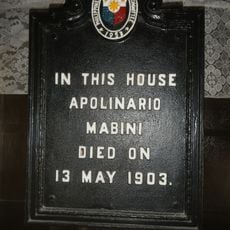 IN THIS HOUSE
APOLINARIO
MABINI
DIED ON
13 MAY 1903.